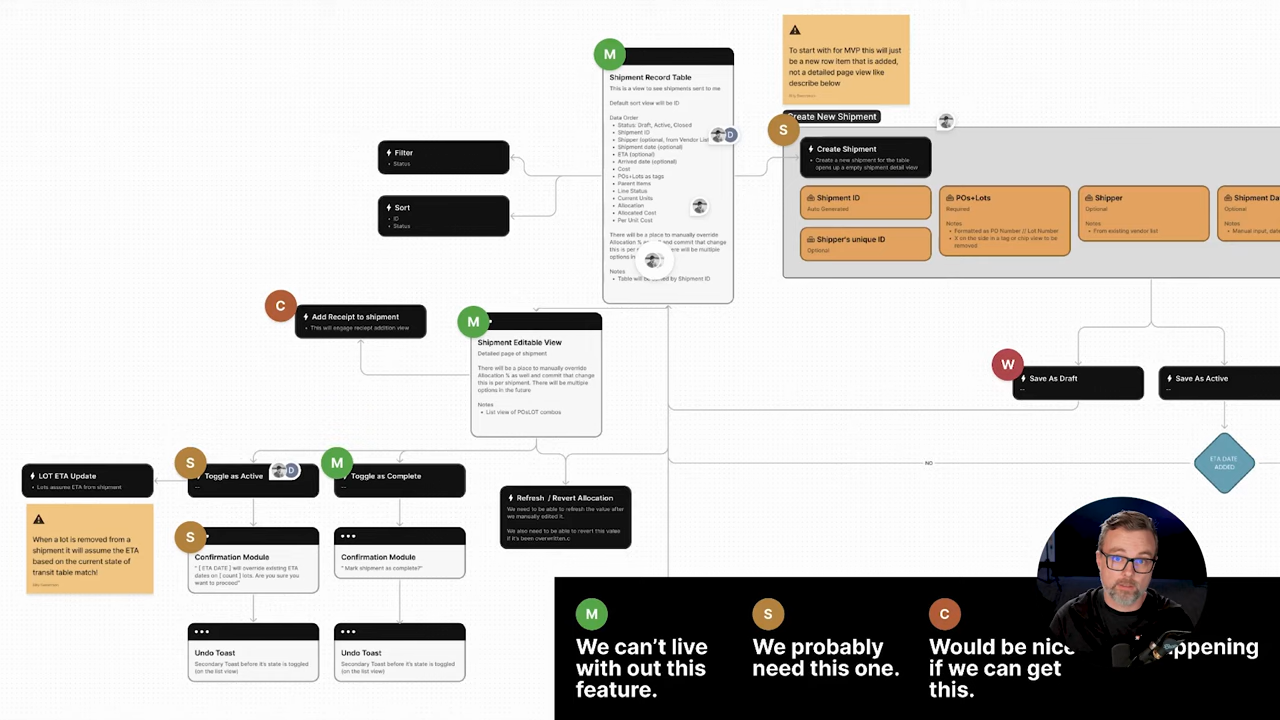 M
Shipment Record Table
This is a view to see shipments sent to me
Default sort view will be ID
Data Order
• Status: Draft, Active, Closed
• Shipment ID
• Shipper (optional, from Vendor List
• Shipment date (optional)
• ETA (optional)
• Arrived date (optional)
• Cost
• POs+Lots as tags
• Parent Items
• Line Status
• Current Units
• Allocation
• Allocated Cost
• Per Unit Cost
There will be a place to manually override
Allocation % and commit that change
this is per there will be multiple
options in
Notes
• Table will be by Shipment ID
D
To start with for MVP this will just
be a new row item that is added,
not a detailed page view like
describe below
Create New Shipment
S
Create Shipment
• Create a new shipment for the table
opens up a empty shipment detail view
Shipment ID
Auto Generated
POs+Lots
Required
Notes
• Formatted as PO Number // Lot Number
• X on the side in a tag or crop view to be
removed
Shipper
Optional
Notes
• From existing vendor list
Shipment Da
Optional
Notes
• Manual input, date
Shipper's unique ID
Optional
Filter
• Status
Sort
• ID
• Status
C
Add Receipt to shipment
• This will engage reciept addition view
M
Shipment Editable View
Detailed page of shipment
There will be a place to manually override
Allocation % as well and commit that change
this is per shipment. There will be multiple
options in the future
Notes
• List view of POsLOT combos
W
Save As Draft
--
Save As Active
--
NO
ETA DATE
ADDED
LOT ETA Update
• Lots assume ETA from shipment
S
Toggle as Active
--
D
M
Toggle as Complete
--
Refresh / Revert Allocation
We need to be able to refresh the value after
we manually edited it.
We also need to be able to revert this value
if it's been overwritten.c
When a lot is removed from a
shipment it will assume the ETA
based on the current state of
transit table match!
S
Confirmation Module
" [ ETA DATE ] will override existing ETA
dates on [ count ] lots. Are you sure you
want to proceed"
Confirmation Module
" Mark shipment as complete?"
Undo Toast
Secondary Toast before it's state is toggled
(on the list view)
Undo Toast
Secondary Toast before it's state is toggled
(on the list view)
M
We can't live
with out this
feature.
S
We probably
need this one.
C
Would be nice
if we can get
this.
ppening